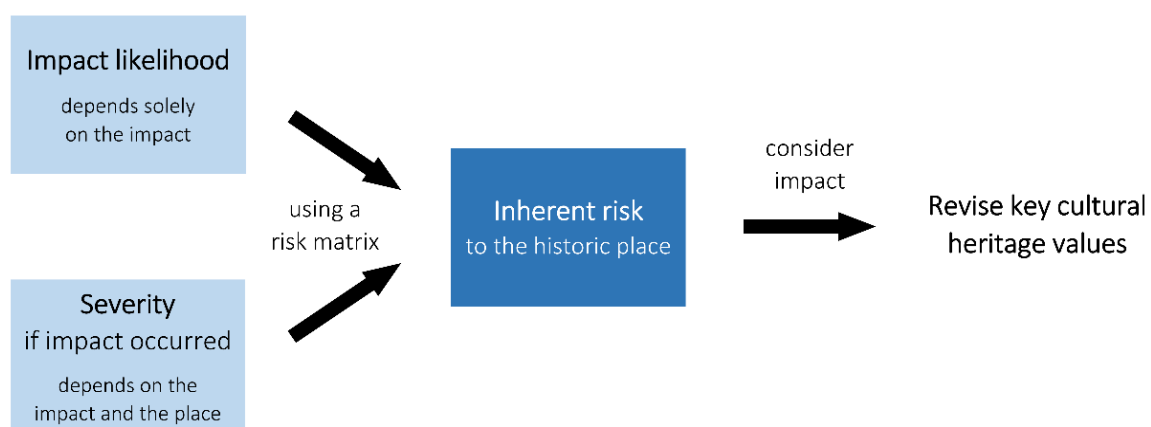 Impact likelihood
depends solely
on the impact
Severity
if impact occurred
depends on the
impact and the place
using a
risk matrix
Inherent risk
to the historic place
consider
impact
Revise key cultural
heritage values